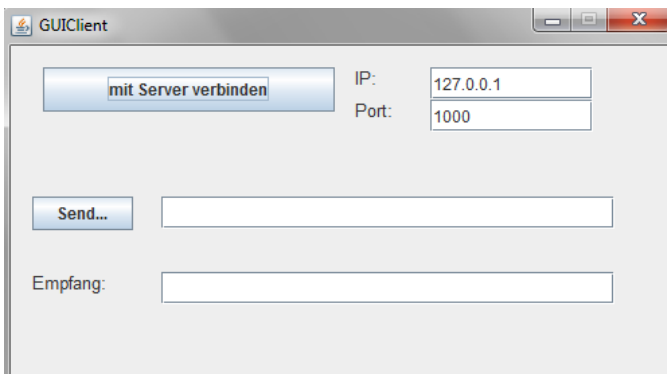 GUIClient
mit Server verbinden
IP:
127.0.0.1
Port:
1000
Send...
Empfang: